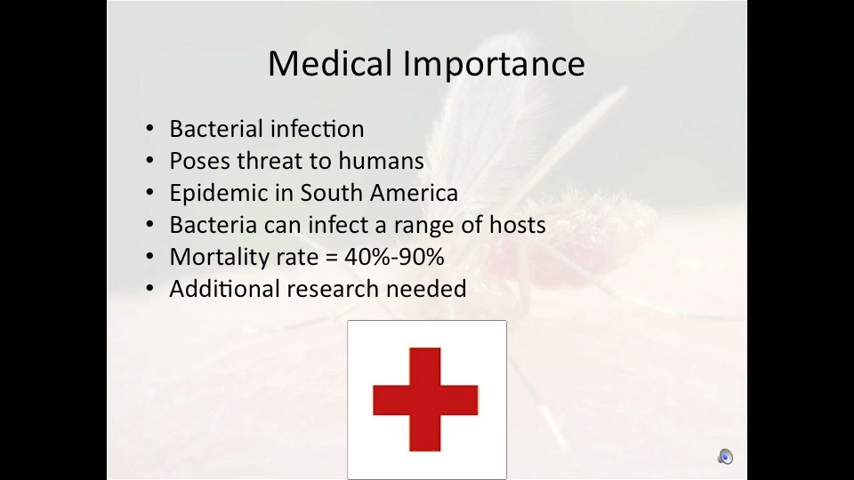 Medical Importance
• Bacterial infection
• Poses threat to humans
• Epidemic in South America
• Bacteria can infect a range of hosts
• Mortality rate = 40%-90%
• Additional research needed